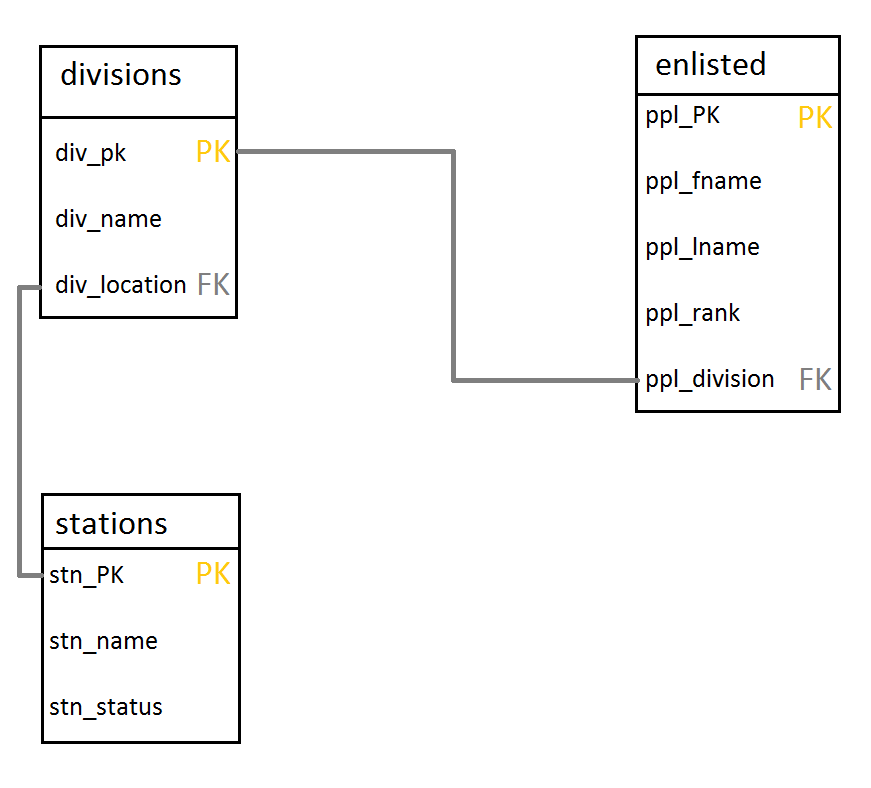 divisions
div_pk PK
div_name
div_location FK
enlisted
ppl_PK PK
ppl_fname
ppl_lname
ppl_rank
ppl_division FK
stations
stn_PK PK
stn_name
stn_status